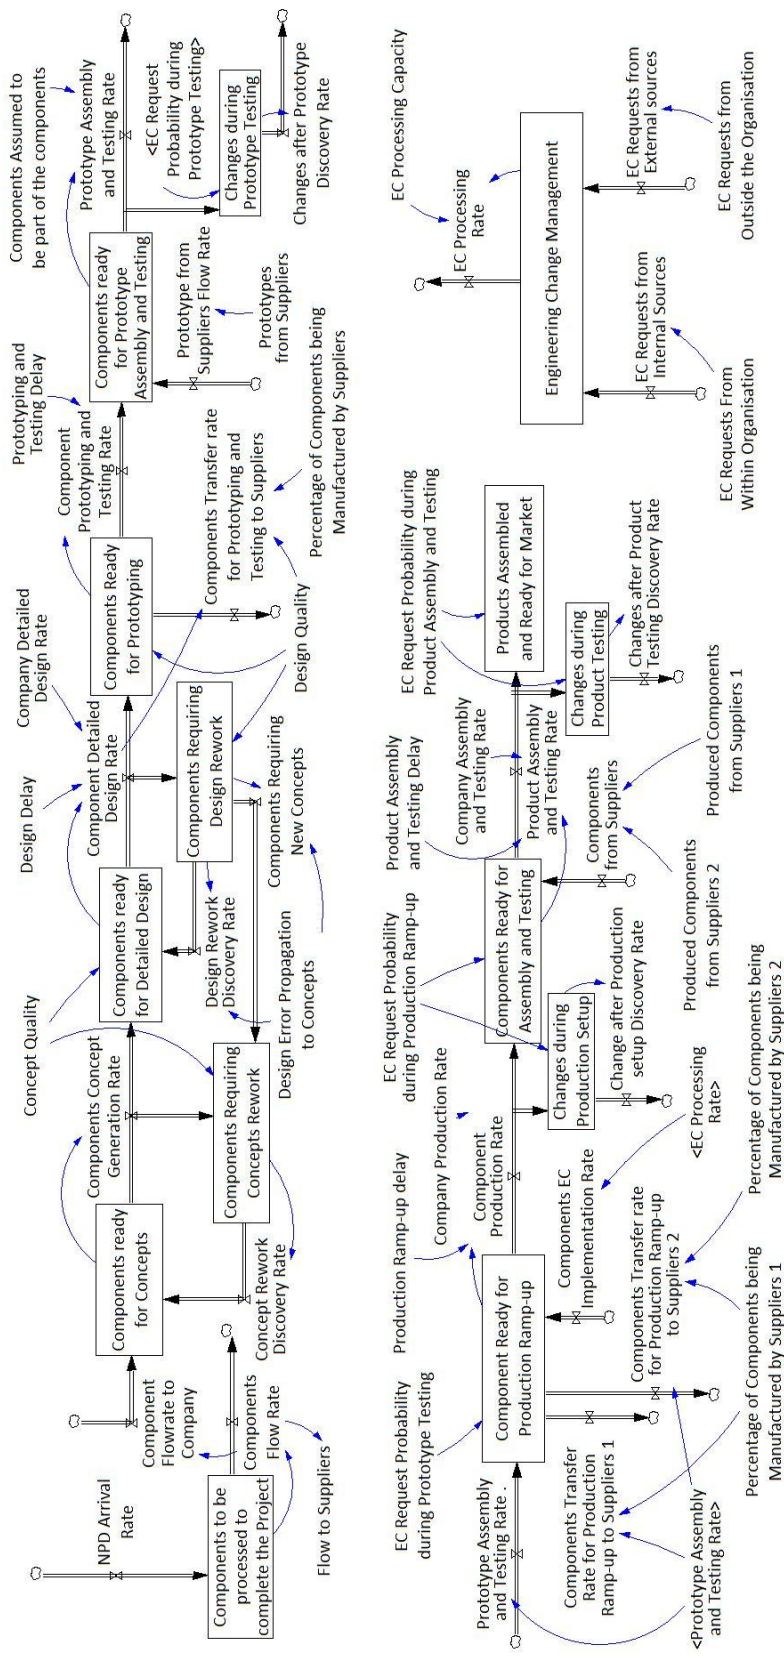 NPD Arrival
Rate
Components to be
processed to
complete the Project
Component
Flowrate to
Company
Components
Flow Rate
Flow to Suppliers
Components ready
for Concepts
Components Concept
Generation Rate
Concept Rework
Discovery Rate
Components Requiring
Concepts Rework
Concept Quality
Components ready
for Detailed Design
Design Rework
Discovery Rate
Design Error Propagation
to Concepts
Design Delay
Company Detailed
Design Rate
Component Detailed
Design Rate
Components Requiring
Design Rework
Components Requiring
New Concepts
Components Ready
for Prototyping
Design Quality
Prototyping and
Testing Delay
Component
Prototyping and
Testing Rate
Components Transfer rate
for Prototyping and
Testing to Suppliers
Percentage of Components being
Manufactured by Suppliers
Components ready
for Prototype
Assembly and Testing
Prototype from
Suppliers Flow Rate
Prototypes
from Suppliers
Components Assumed to
be part of the components
Prototype Assembly
and Testing Rate
<EC Request
Probability during
Prototype Testing>
Changes during
Prototype Testing
Changes after Prototype
Discovery Rate
EC Request Probability
during Prototype Testing
Prototype Assembly
and Testing Rate .
Components Transfer
Rate for Production
Ramp-up to Suppliers 1
<Prototype Assembly
and Testing Rate>
Component Ready for
Production Ramp-up
Production Ramp-up delay
Company Production Rate
Component
Production Rate
Components EC
Implementation Rate
<EC Processing
Rate>
Components Transfer rate
for Production Ramp-up
to Suppliers 2
Percentage of Components being
Manufactured by Suppliers 1
Percentage of Components being
Manufactured by Suppliers 2
EC Request Probability
during Production Ramp-up
Changes during
Production Setup
Change after Production
setup Discovery Rate
Components Ready for
Assembly and Testing
Components
from Suppliers
Produced Components
from Suppliers 2
Produced Components
from Suppliers 1
Product Assembly
and Testing Delay
Company Assembly
and Testing Rate
Product Assembly
and Testing Rate
EC Request Probability during
Product Assembly and Testing
Products Assembled
and Ready for Market
Changes during
Product Testing
Changes after Product
Testing Discovery Rate
EC Processing Capacity
EC Processing
Rate
Engineering Change Management
EC Requests from
Internal Sources
EC Requests From
Within Organisation
EC Requests from
External sources
EC Requests from
Outside the Organisation